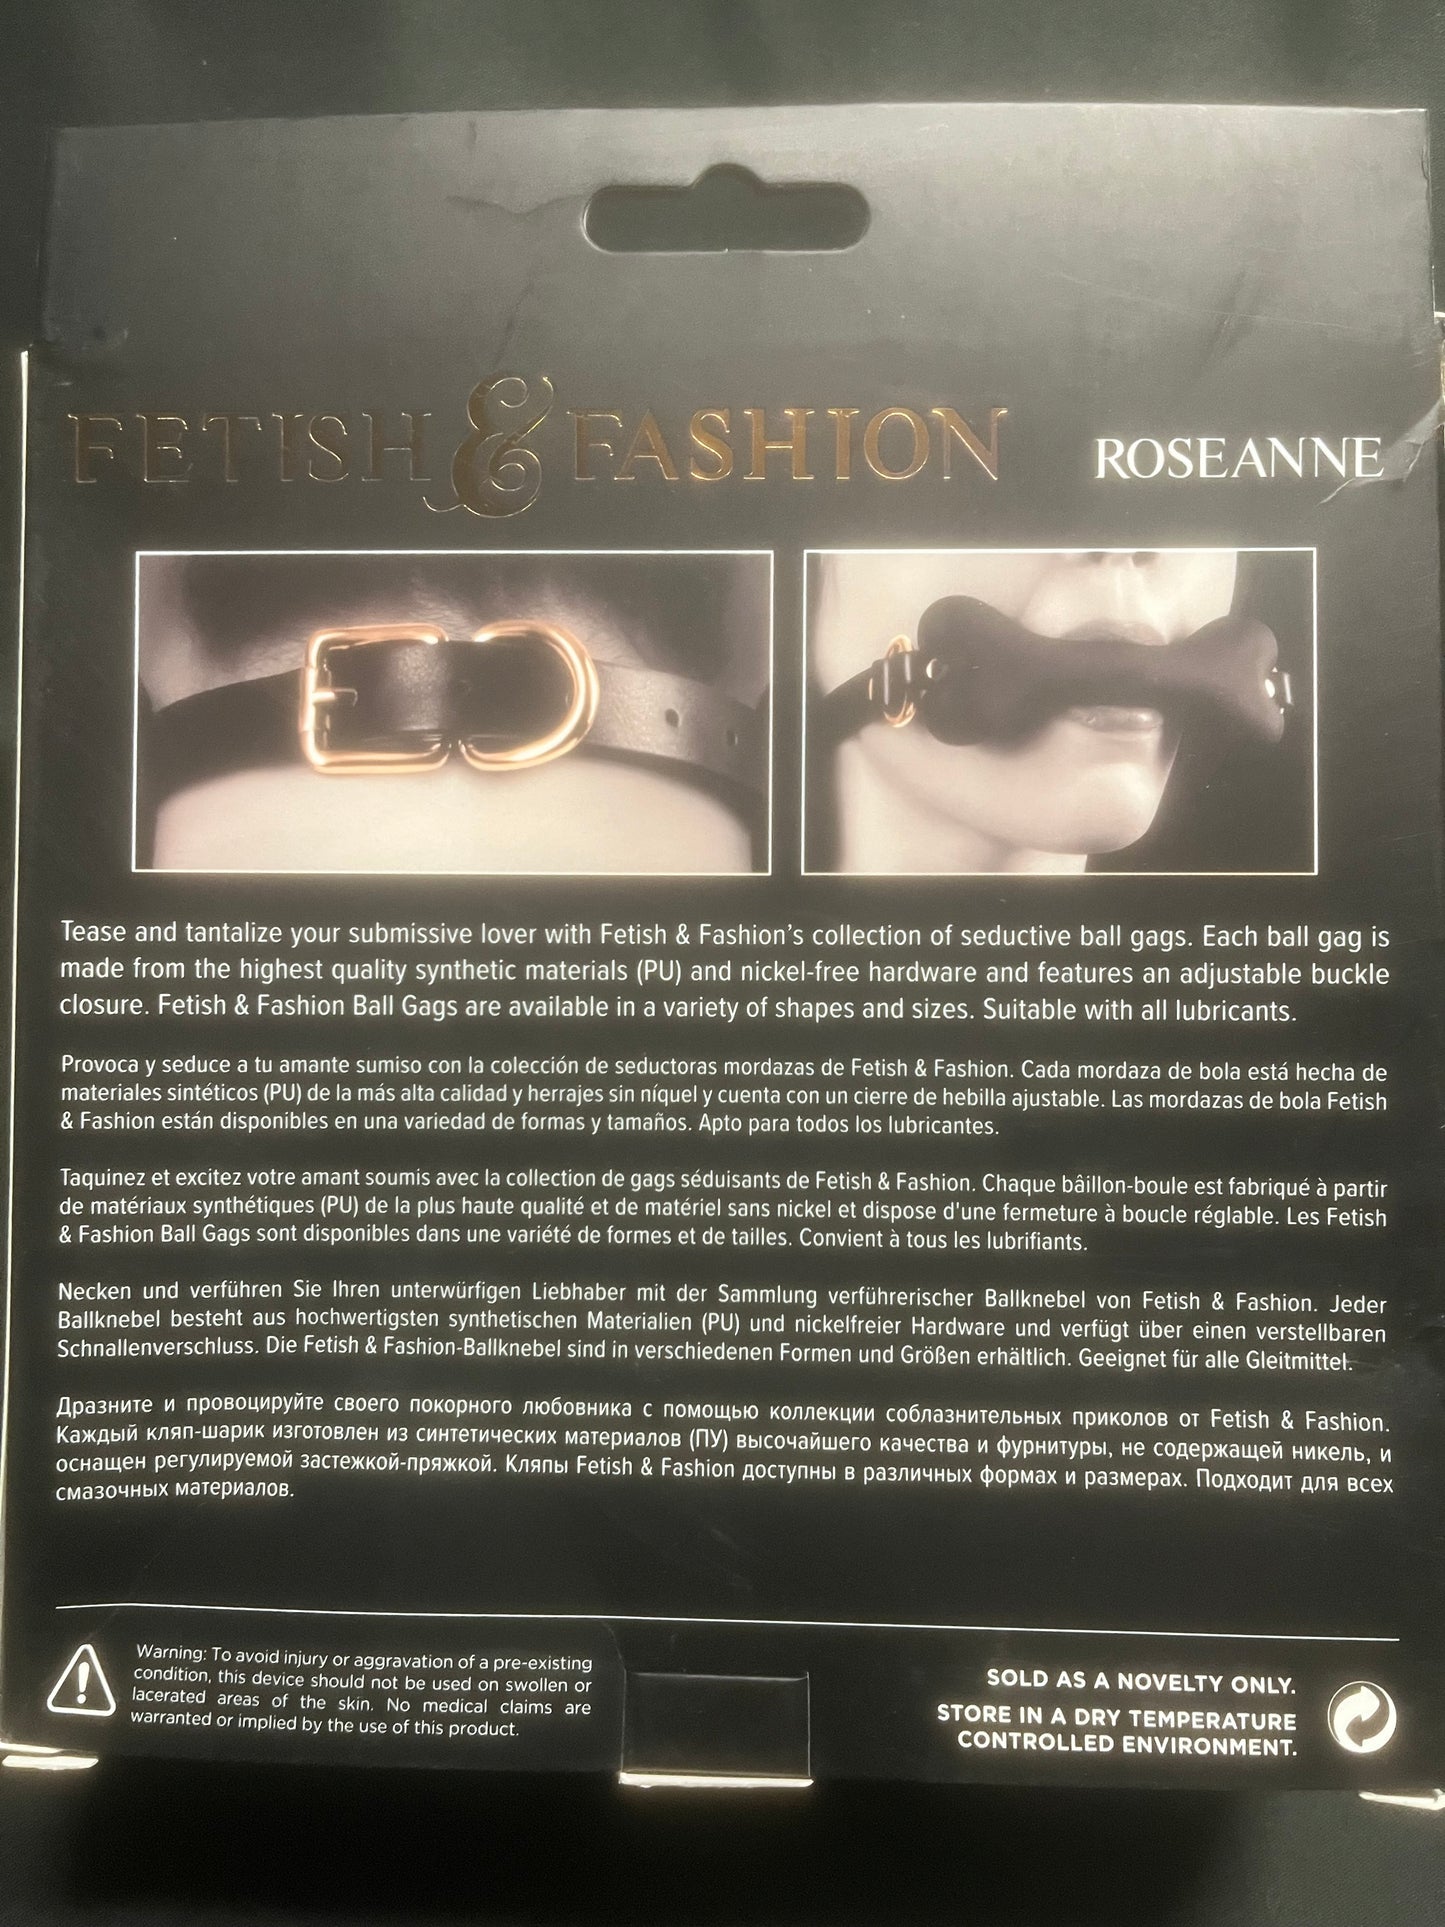 FETISH & FASHION ROSEANNE
Tease and tantalize your submissive lover with Fetish & Fashion's collection of seductive ball gags. Each ball gag is
made from the highest quality synthetic materials (PU) and nickel-free hardware and features an adjustable buckle
closure. Fetish & Fashion Ball Gags are available in a variety of shapes and sizes. Suitable with all lubricants.
Provoca y seduce a tu amante sumiso con la colección de seductoras mordazas de Fetish & Fashion. Cada mordaza de bola está hecha de
materiales sintéticos (PU) de la más alta calidad y herrajes sin níquel y cuenta con un cierre de hebilla ajustable. Las mordazas de bola Fetish
& Fashion están disponibles en una variedad de formas y tamaños. Apto para todos los lubricantes.
Taquinez et excitez votre amant soumis avec la collection de gags séduisants de Fetish & Fashion. Chaque bâillon-boule est fabriqué à partir
de matériaux synthétiques (PU) de la plus haute qualité et de matériel sans nickel et dispose d'une fermeture à boucle réglable. Les Fetish
& Fashion Ball Gags sont disponibles dans une variété de formes et de tailles. Convient à tous les lubrifiants.
Necken und verführen Sie Ihren unterwürfigen Liebhaber mit der Sammlung verführerischer Ballknebel von Fetish & Fashion. Jeder
Ballknebel besteht aus hochwertigsten synthetischen Materialien (PU) und nickelfreier Hardware und verfügt über einen verstellbaren
Schnallenverschluss. Die Fetish & Fashion-Ballknebel sind in verschiedenen Formen und Größen erhältlich. Geeignet für alle Gleitmittel.
Дразните и провоцируйте своего покорного любовника с помощью коллекции соблазнительных приколов от Fetish & Fashion.
Каждый кляп-шарик изготовлен из синтетических материалов (ПУ) высочайшего качества и фурнитуры, не содержащей никель, и
оснащен регулируемой застежкой-пряжкой. Кляпы Fetish & Fashion доступны в различных формах и размерах. Подходит для всех
смазочных материалов.
Warning: To avoid injury or aggravation of a pre-existing
condition, this device should not be used on swollen or
lacerated areas of the skin. No medical claims are
warranted or implied by the use of this product.
SOLD AS A NOVELTY ONLY.
STORE IN A DRY TEMPERATURE
CONTROLLED ENVIRONMENT.